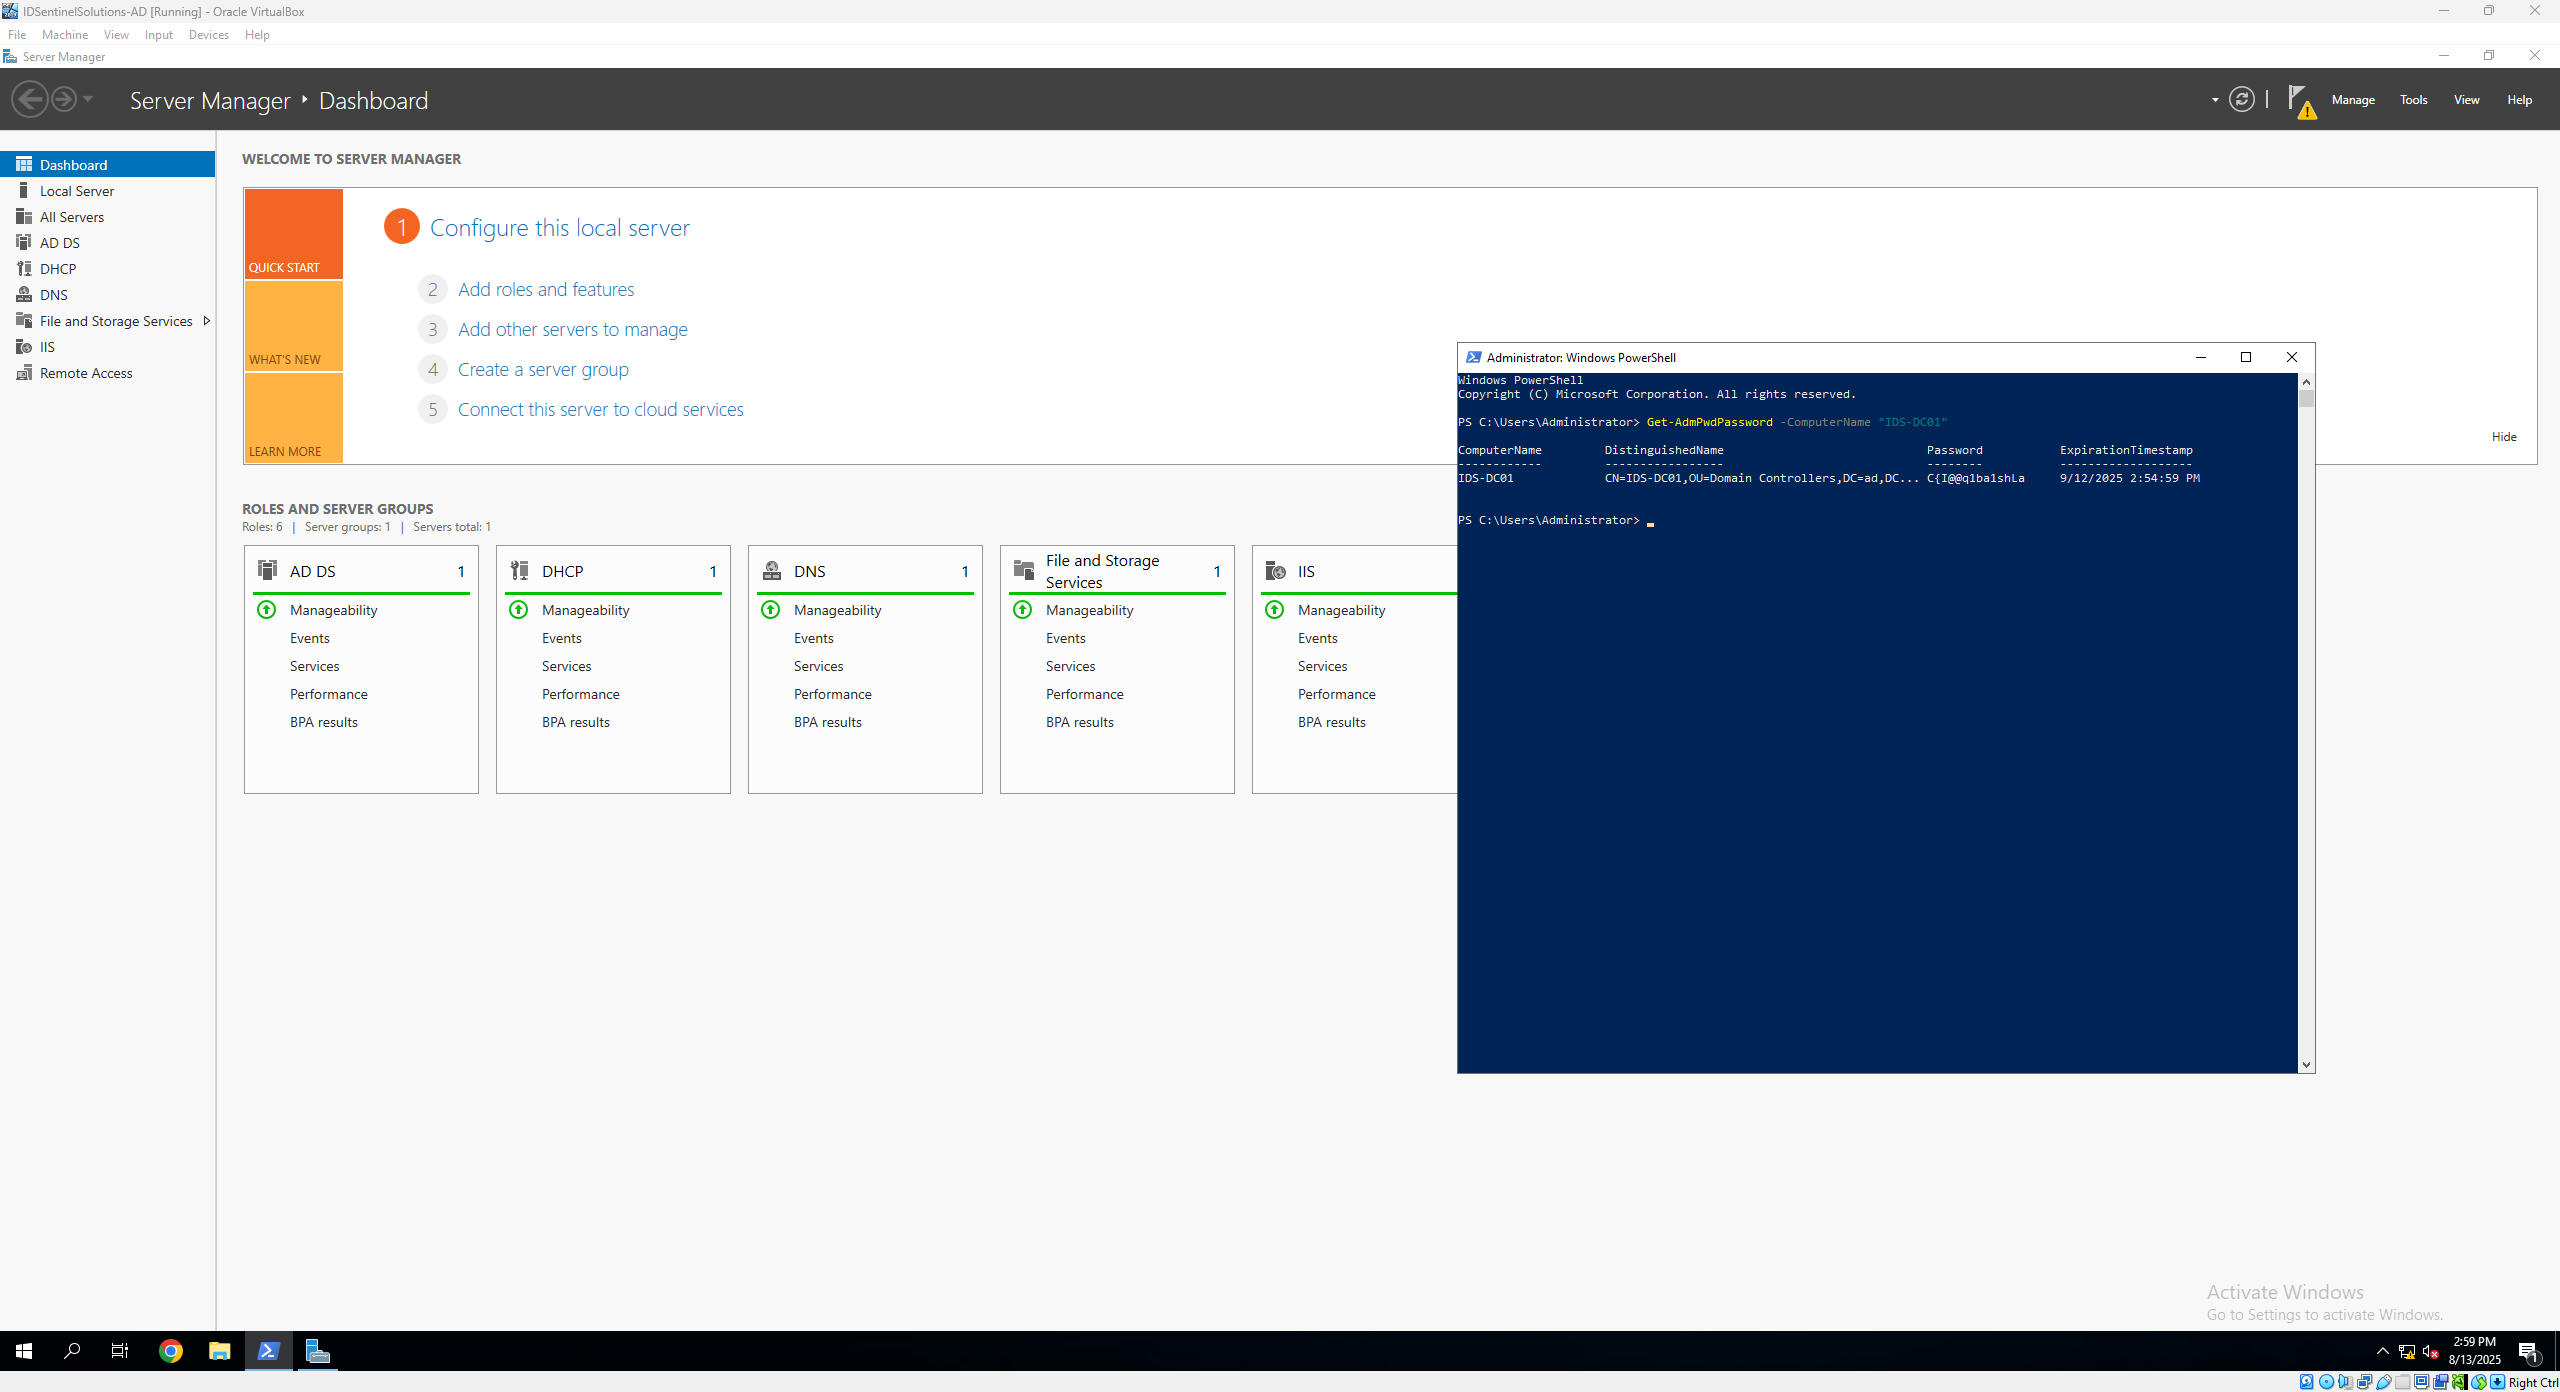 IDSentinelSolutions-AD [Running] - Oracle VirtualBox
File Machine View Input Devices Help
Server Manager
Server Manager Dashboard
Manage Tools View Help
Dashboard
Local Server
All Servers
AD DS
DHCP
DNS
File and Storage Services
IIS
Remote Access
WELCOME TO SERVER MANAGER
QUICK START
WHAT'S NEW
LEARN MORE
1 Configure this local server
2 Add roles and features
3 Add other servers to manage
4 Create a server group
5 Connect this server to cloud services
Hide
ROLES AND SERVER GROUPS
Roles: 6 | Server groups: 1 | Servers total: 1
AD DS 1
Manageability
Events
Services
Performance
BPA results
DHCP 1
Manageability
Events
Services
Performance
BPA results
DNS 1
Manageability
Events
Services
Performance
BPA results
File and Storage
Services 1
Manageability
Events
Services
Performance
BPA results
IIS
Manageability
Events
Services
Performance
BPA results
Administrator: Windows PowerShell
Windows PowerShell
Copyright (C) Microsoft Corporation. All rights reserved.
PS C:\Users\Administrator> Get-AdmPwdPassword -ComputerName "IDS-DC01"
ComputerName DistinguishedName Password ExpirationTimestamp
------------ ----------------- -------- -------------------
IDS-DC01 CN=IDS-DC01,OU=Domain Controllers,DC=ad,DC... C{I@@q1ba1shLa 9/12/2025 2:54:59 PM
PS C:\Users\Administrator>
Activate Windows
Go to Settings to activate Windows.
2:59 PM
8/13/2025
1
Right Ctrl